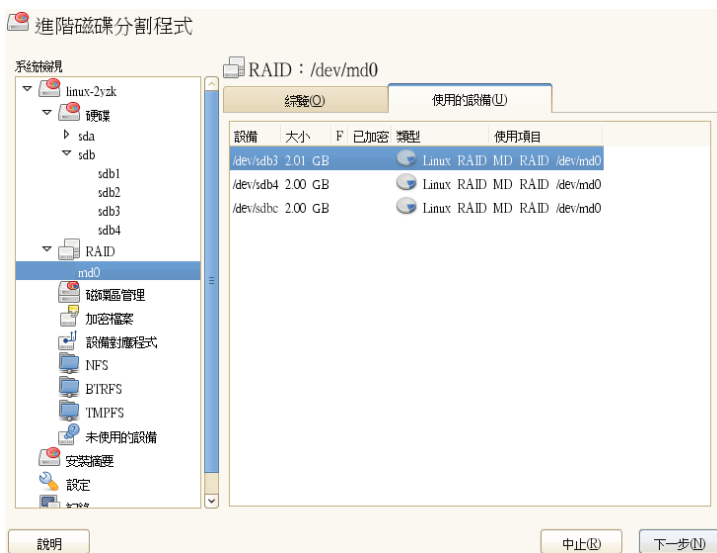 進階磁碟分割程式
系統檢視
linux-2yzk
硬碟
sda
sdb
sdb1
sdb2
sdb3
sdb4
RAID
md0
磁碟區管理
加密檔案
設備對應程式
NFS
BTRFS
TMPFS
未使用的設備
安裝摘要
設定
RAID：/dev/md0
綜覽(O) 使用的設備(U)
設備 大小 F 已加密 類型 使用項目
/dev/sdb3 2.01 GB Linux RAID MD RAID /dev/md0
/dev/sdb4 2.00 GB Linux RAID MD RAID /dev/md0
/dev/sdbc 2.00 GB Linux RAID MD RAID /dev/md0
說明 中止(R) 下一步(N)